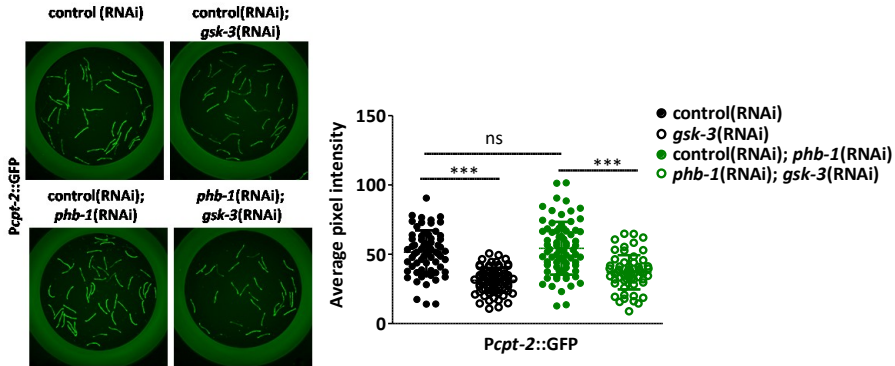 control (RNAi)
control(RNAi);
gsk-3(RNAi)
Pcpt-2::GFP
control(RNAi);
phb-1(RNAi)
phb-1(RNAi);
gsk-3(RNAi)
Average pixel intensity
150
100
50
0
ns
***
***
Pcpt-2::GFP
control(RNAi)
gsk-3(RNAi)
control(RNAi); phb-1(RNAi)
phb-1(RNAi); gsk-3(RNAi)